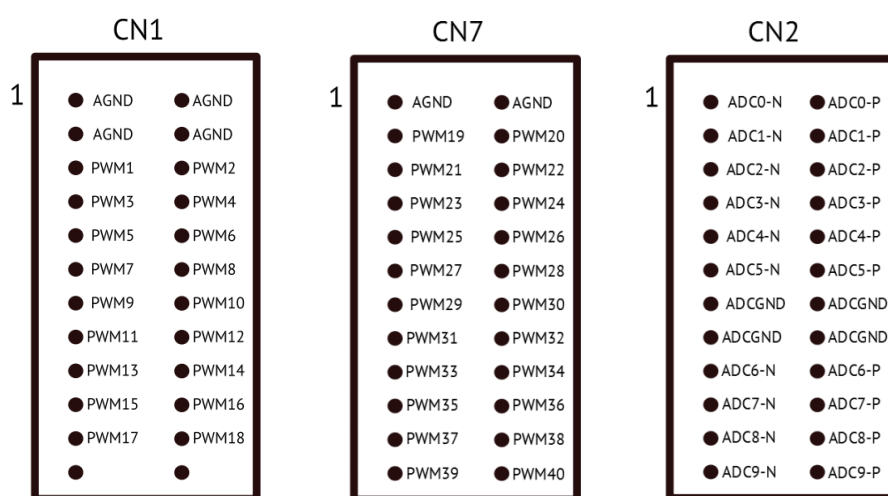 CN1 CN7 CN2
1 AGND AGND 1 AGND AGND 1 ADC0-N ADC0-P
AGND AGND PWM19 PWM20 ADC1-N ADC1-P
PWM1 PWM2 PWM21 PWM22 ADC2-N ADC2-P
PWM3 PWM4 PWM23 PWM24 ADC3-N ADC3-P
PWM5 PWM6 PWM25 PWM26 ADC4-N ADC4-P
PWM7 PWM8 PWM27 PWM28 ADC5-N ADC5-P
PWM9 PWM10 PWM29 PWM30 ADCGND ADCGND
PWM11 PWM12 PWM31 PWM32 ADCGND ADCGND
PWM13 PWM14 PWM33 PWM34 ADC6-N ADC6-P
PWM15 PWM16 PWM35 PWM36 ADC7-N ADC7-P
PWM17 PWM18 PWM37 PWM38 ADC8-N ADC8-P
PWM39 PWM40 ADC9-N ADC9-P